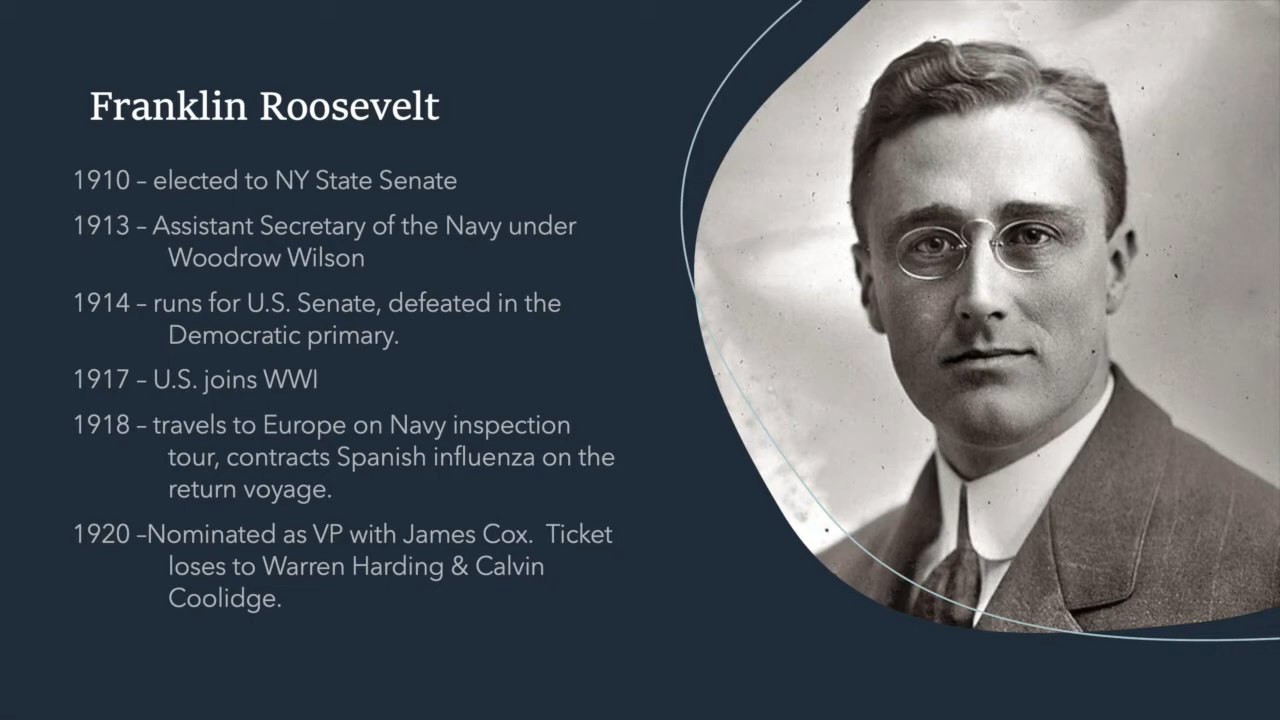 Franklin Roosevelt
1910 – elected to NY State Senate
1913 – Assistant Secretary of the Navy under
Woodrow Wilson
1914 – runs for U.S. Senate, defeated in the
Democratic primary.
1917 – U.S. joins WWI
1918 – travels to Europe on Navy inspection
tour, contracts Spanish influenza on the
return voyage.
1920 –Nominated as VP with James Cox.  Ticket
loses to Warren Harding & Calvin
Coolidge.